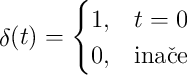 δ(t) = { 1, t = 0
0, inače